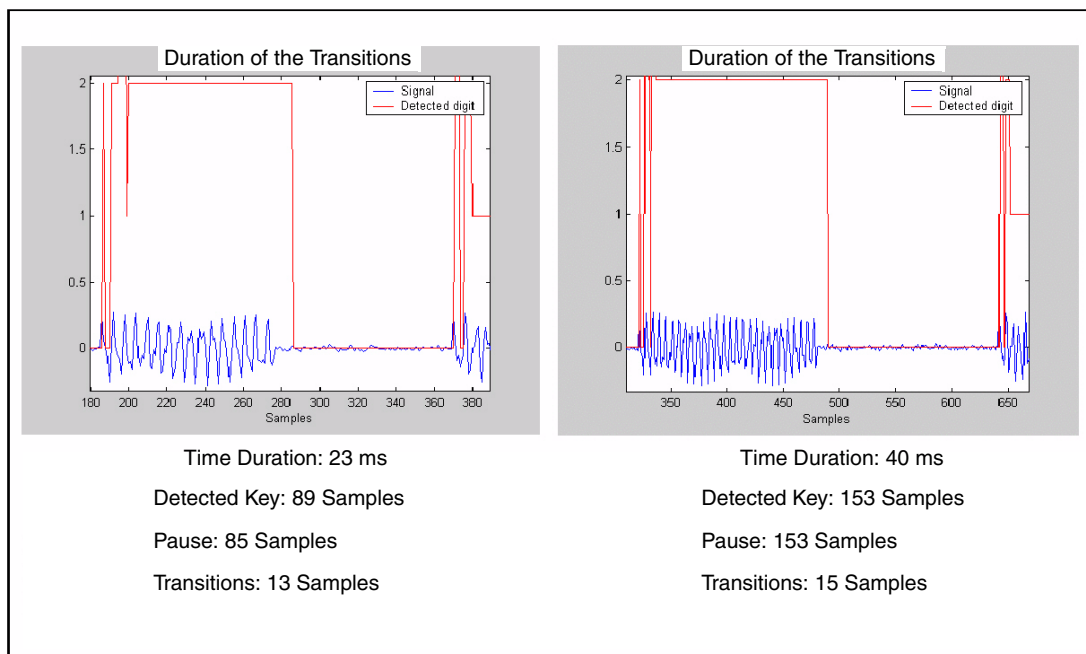 Duration of the Transitions
Signal
Detected digit
2
1.5
1
0.5
0
180 200 220 240 260 280 300 320 340 360 380
Samples
Time Duration: 23 ms
Detected Key: 89 Samples
Pause: 85 Samples
Transitions: 13 Samples
Duration of the Transitions
Signal
Detected digit
2
1.5
1
0.5
0
350 400 450 500 550 600 650
Samples
Time Duration: 40 ms
Detected Key: 153 Samples
Pause: 153 Samples
Transitions: 15 Samples